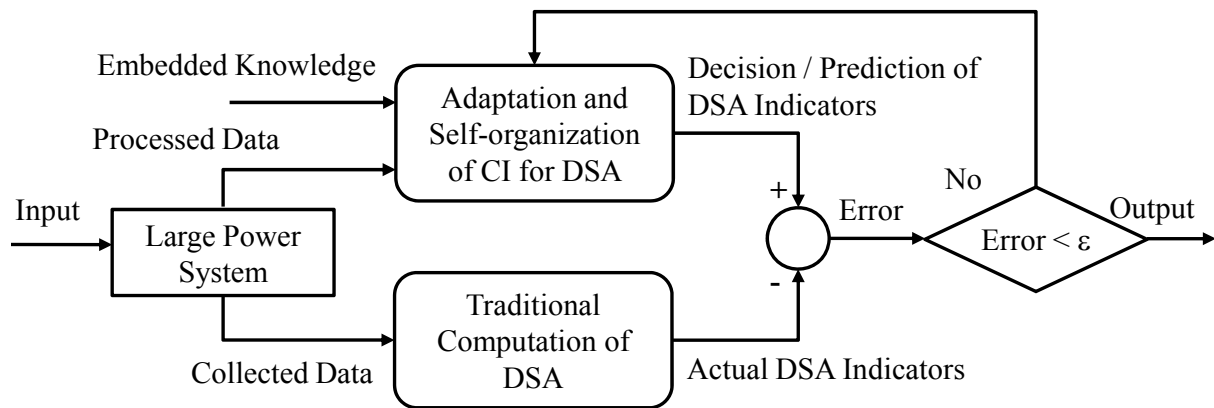 Embedded Knowledge
Processed Data
Input
Large Power
System
Collected Data
Adaptation and
Self-organization
of CI for DSA
Traditional
Computation of
DSA
Decision / Prediction of
DSA Indicators
+
-
Actual DSA Indicators
Error
No
Error < ε
Output